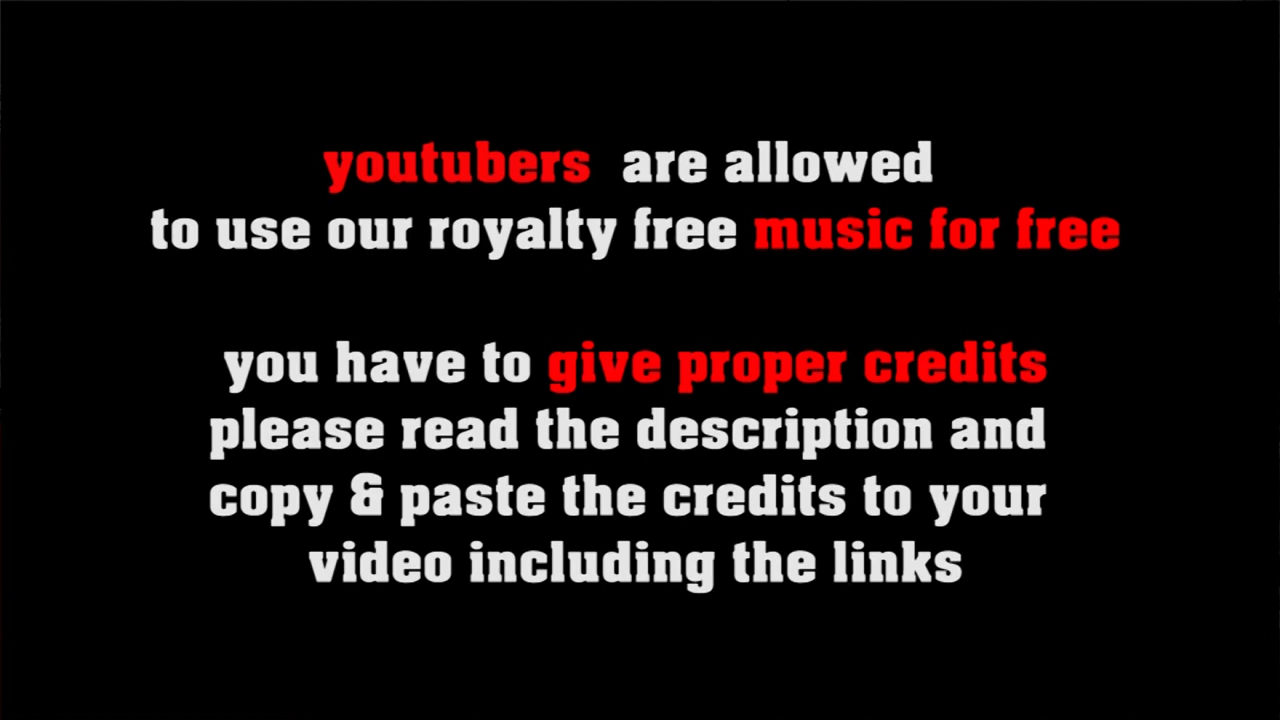 youtubers are allowed
to use our royalty free music for free
you have to give proper credits
please read the description and
copy & paste the credits to your
video including the links